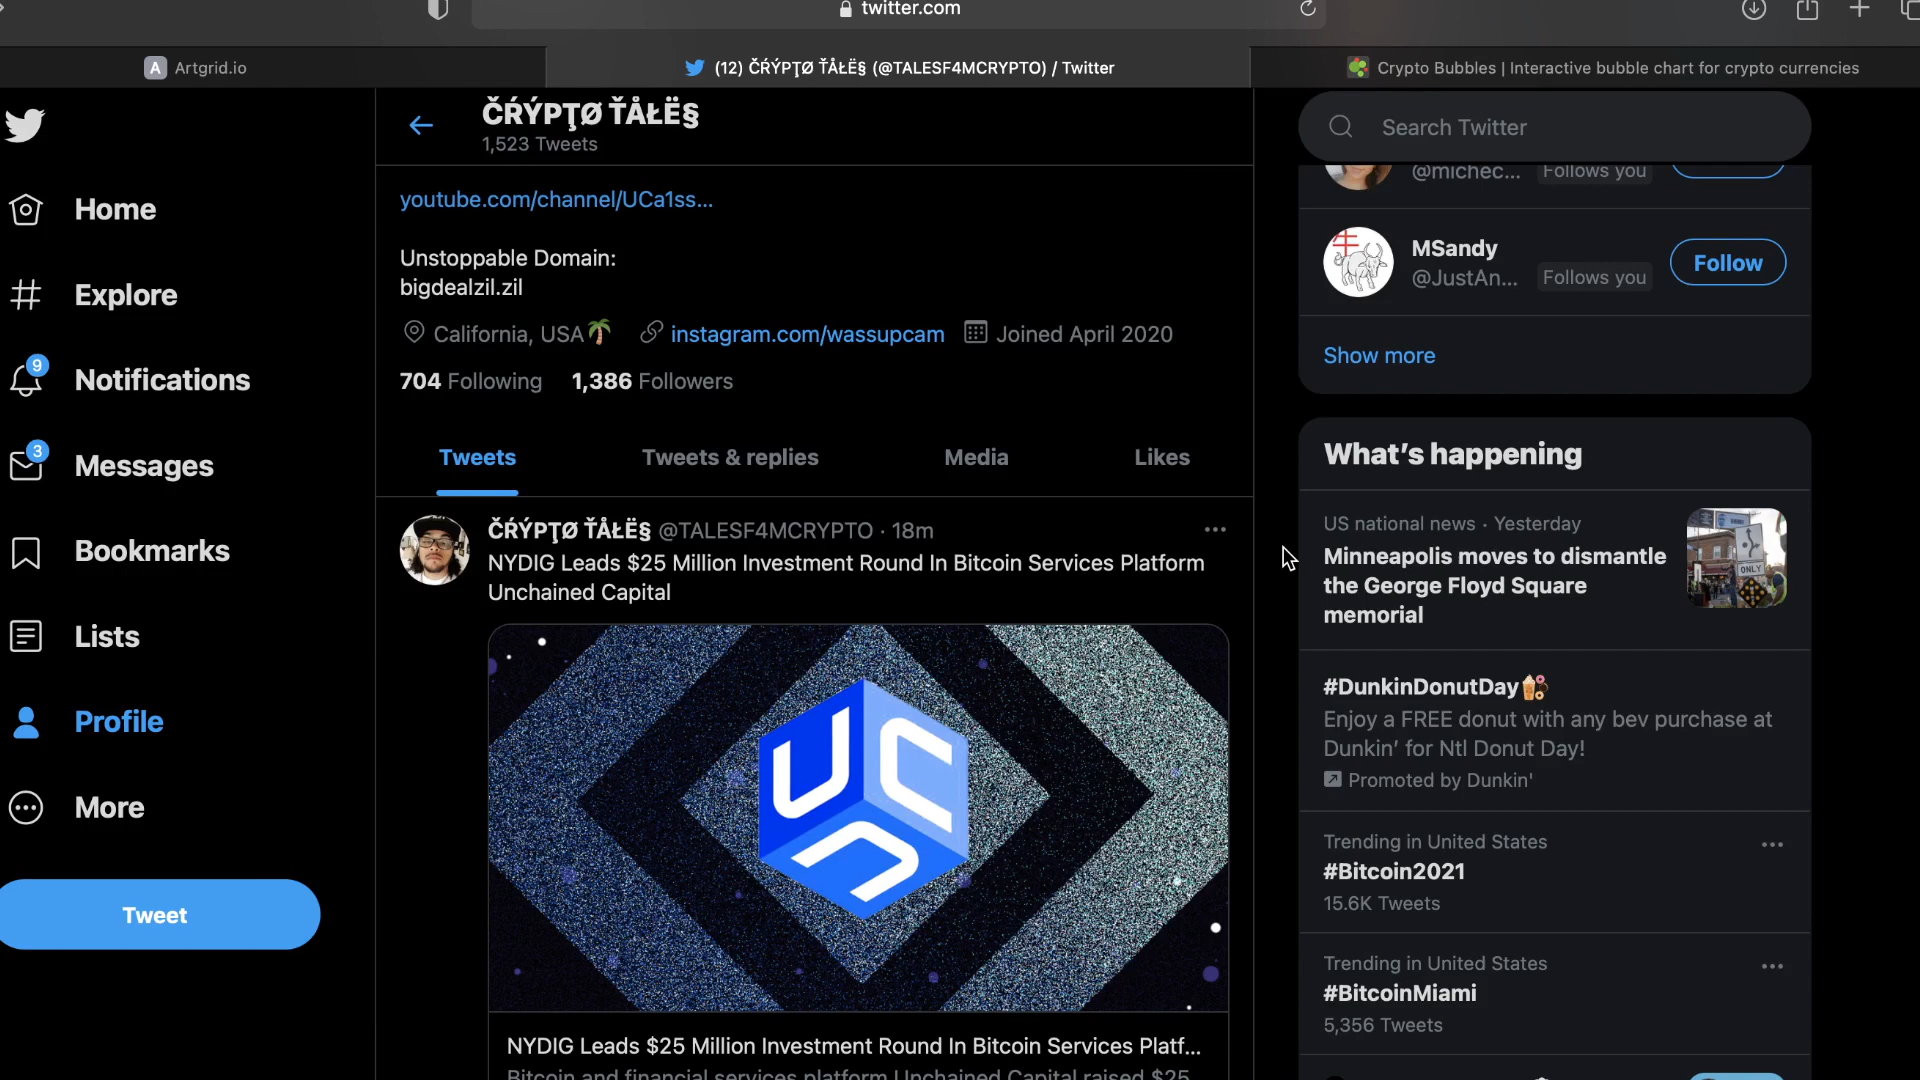 twitter.com
A Artgrid.io
(12) ČŔÝPŢØ ŤÅŁË§ (@TALESF4MCRYPTO) / Twitter
Crypto Bubbles | Interactive bubble chart for crypto currencies
Home
Explore
9
Notifications
3
Messages
Bookmarks
Lists
Profile
More
Tweet
ČŔÝPŢØ ŤÅŁË§
1,523 Tweets
youtube.com/channel/UCa1ss...
Unstoppable Domain:
bigdealzil.zil
California, USA🌴 instagram.com/wassupcam Joined April 2020
704 Following 1,386 Followers
Tweets Tweets & replies Media Likes
ČŔÝPŢØ ŤÅŁË§ @TALESF4MCRYPTO · 18m
NYDIG Leads $25 Million Investment Round In Bitcoin Services Platform
Unchained Capital
NYDIG Leads $25 Million Investment Round In Bitcoin Services Platf...
Bitcoin and financial services platform Unchained Capital raised $25
Search Twitter
@michec... Follows you
MSandy
@JustAn... Follows you
Follow
Show more
What's happening
US national news · Yesterday
Minneapolis moves to dismantle
the George Floyd Square
memorial
ONLY
#DunkinDonutDay
Enjoy a FREE donut with any bev purchase at
Dunkin' for Ntl Donut Day!
Promoted by Dunkin'
Trending in United States
#Bitcoin2021
15.6K Tweets
Trending in United States
#BitcoinMiami
5,356 Tweets